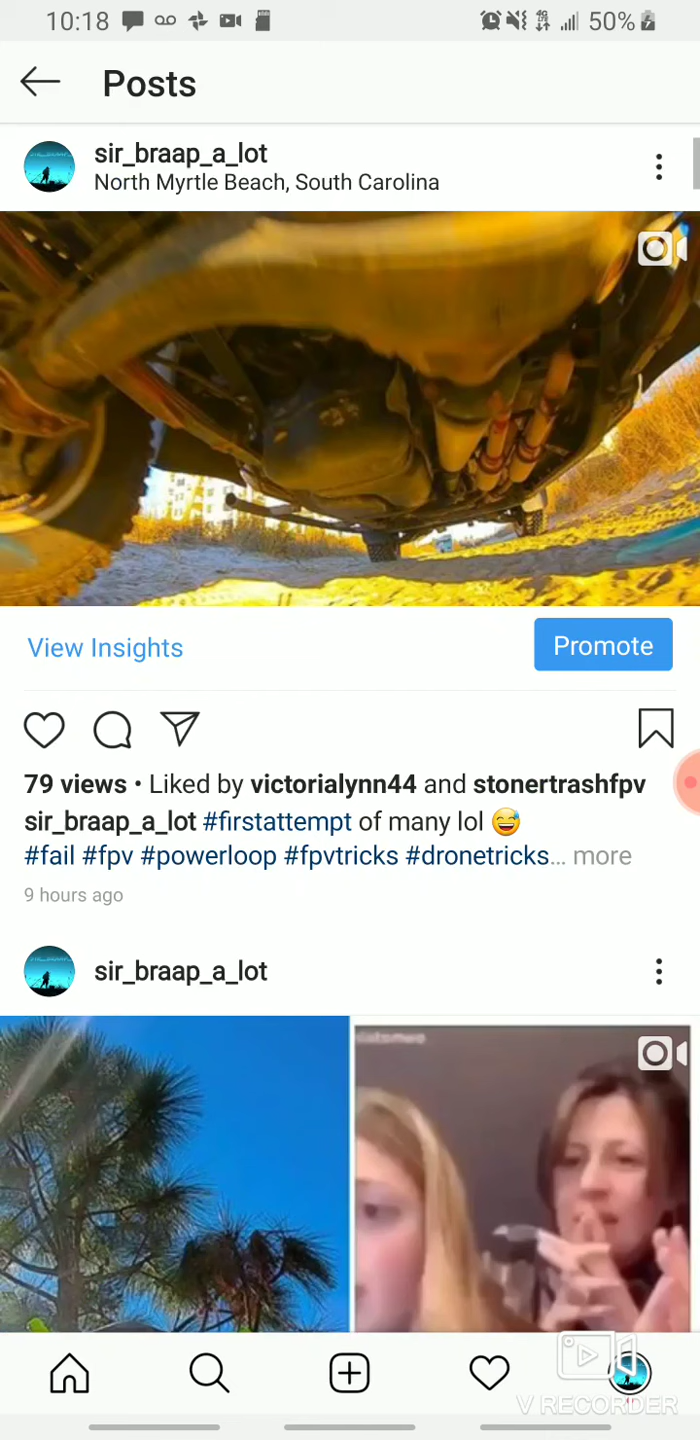 10:18
50%
Posts
sir_braap_a_lot
North Myrtle Beach, South Carolina
View Insights
Promote
79 views • Liked by victorialynn44 and stonertrashfpv
sir_braap_a_lot #firstattempt of many lol 😅
#fail #fpv #powerloop #fpvtricks #dronetricks... more
9 hours ago
sir_braap_a_lot
V RECORDER